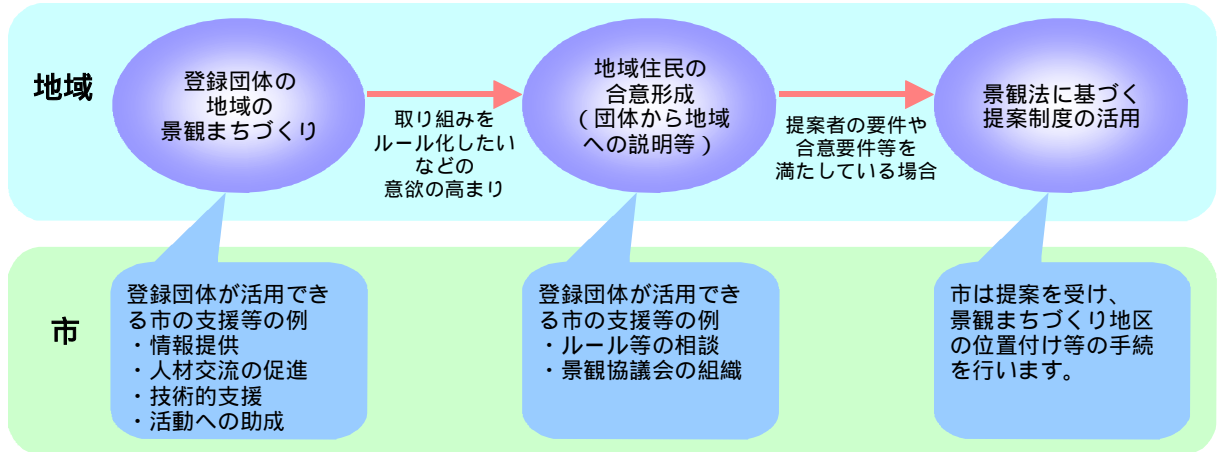 地域
登録団体の
地域の
景観まちづくり
取り組みを
ルール化したい
などの
意欲の高まり
地域住民の
合意形成
(団体から地域
への説明等)
提案者の要件や
合意要件等を
満たしている場合
景観法に基づく
提案制度の活用
市
登録団体が活用でき
る市の支援等の例
・情報提供
・人材交流の促進
・技術的支援
・活動への助成
登録団体が活用でき
る市の支援等の例
・ルール等の相談
・景観協議会の組織
市は提案を受け、
景観まちづくり地区
の位置付け等の手続
を行います。